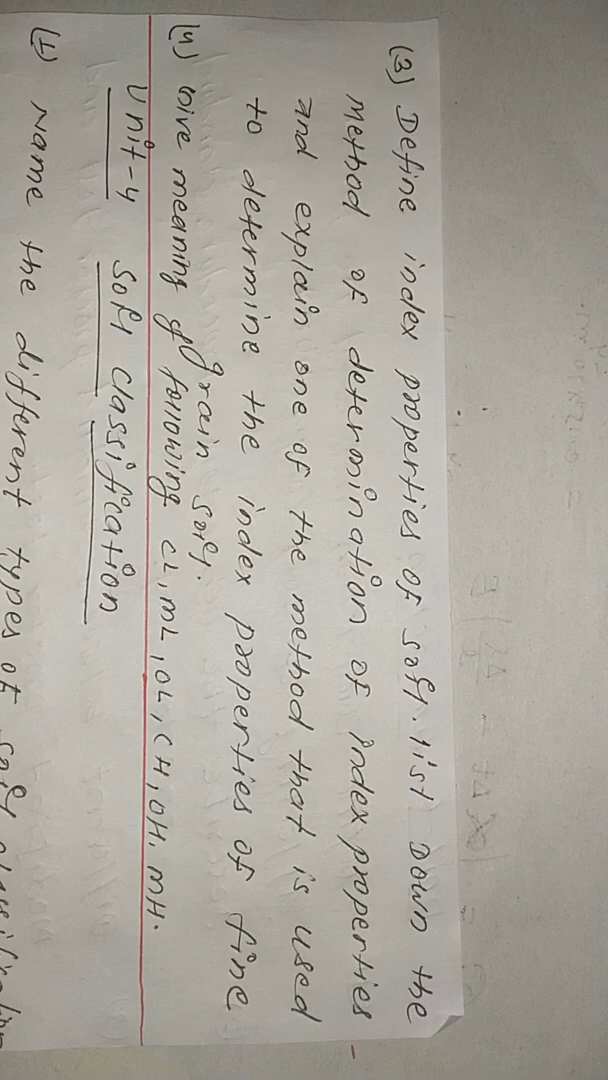 (3) Define index properties of soil. List Down the
method of determination of index properties
and explain one of the method that is used
to determine the index properties of fine
grain soil.
(4) Give meaning of following CL, ML, OL, CH, OH, MH.
Unit-4 Soil classification
(1) Name the different types of soil classification